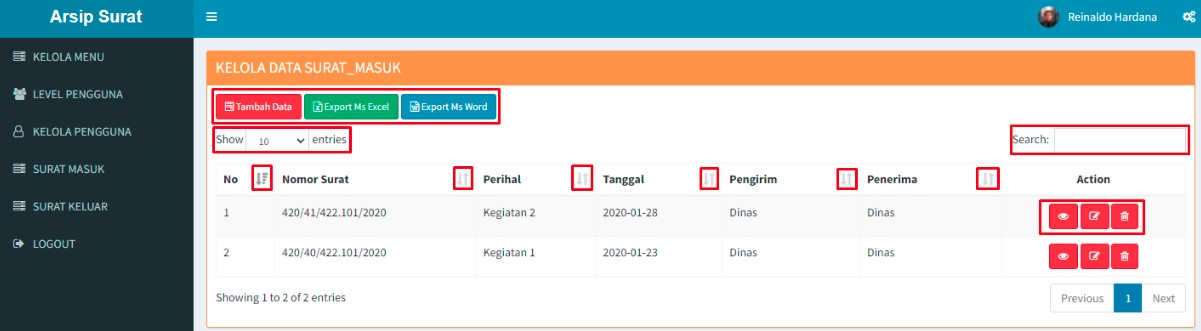 Arsip Surat
Reinaldo Hardana
KELOLA MENU
LEVEL PENGGUNA
KELOLA PENGGUNA
SURAT MASUK
SURAT KELUAR
LOGOUT
KELOLA DATA SURAT_MASUK
Tambah Data Export Ms Excel Export Ms Word
Show 10 entries Search:
No Nomor Surat Perihal Tanggal Pengirim Penerima Action
1 420/41/422.101/2020 Kegiatan 2 2020-01-28 Dinas Dinas
2 420/40/422.101/2020 Kegiatan 1 2020-01-23 Dinas Dinas
Showing 1 to 2 of 2 entries Previous 1 Next